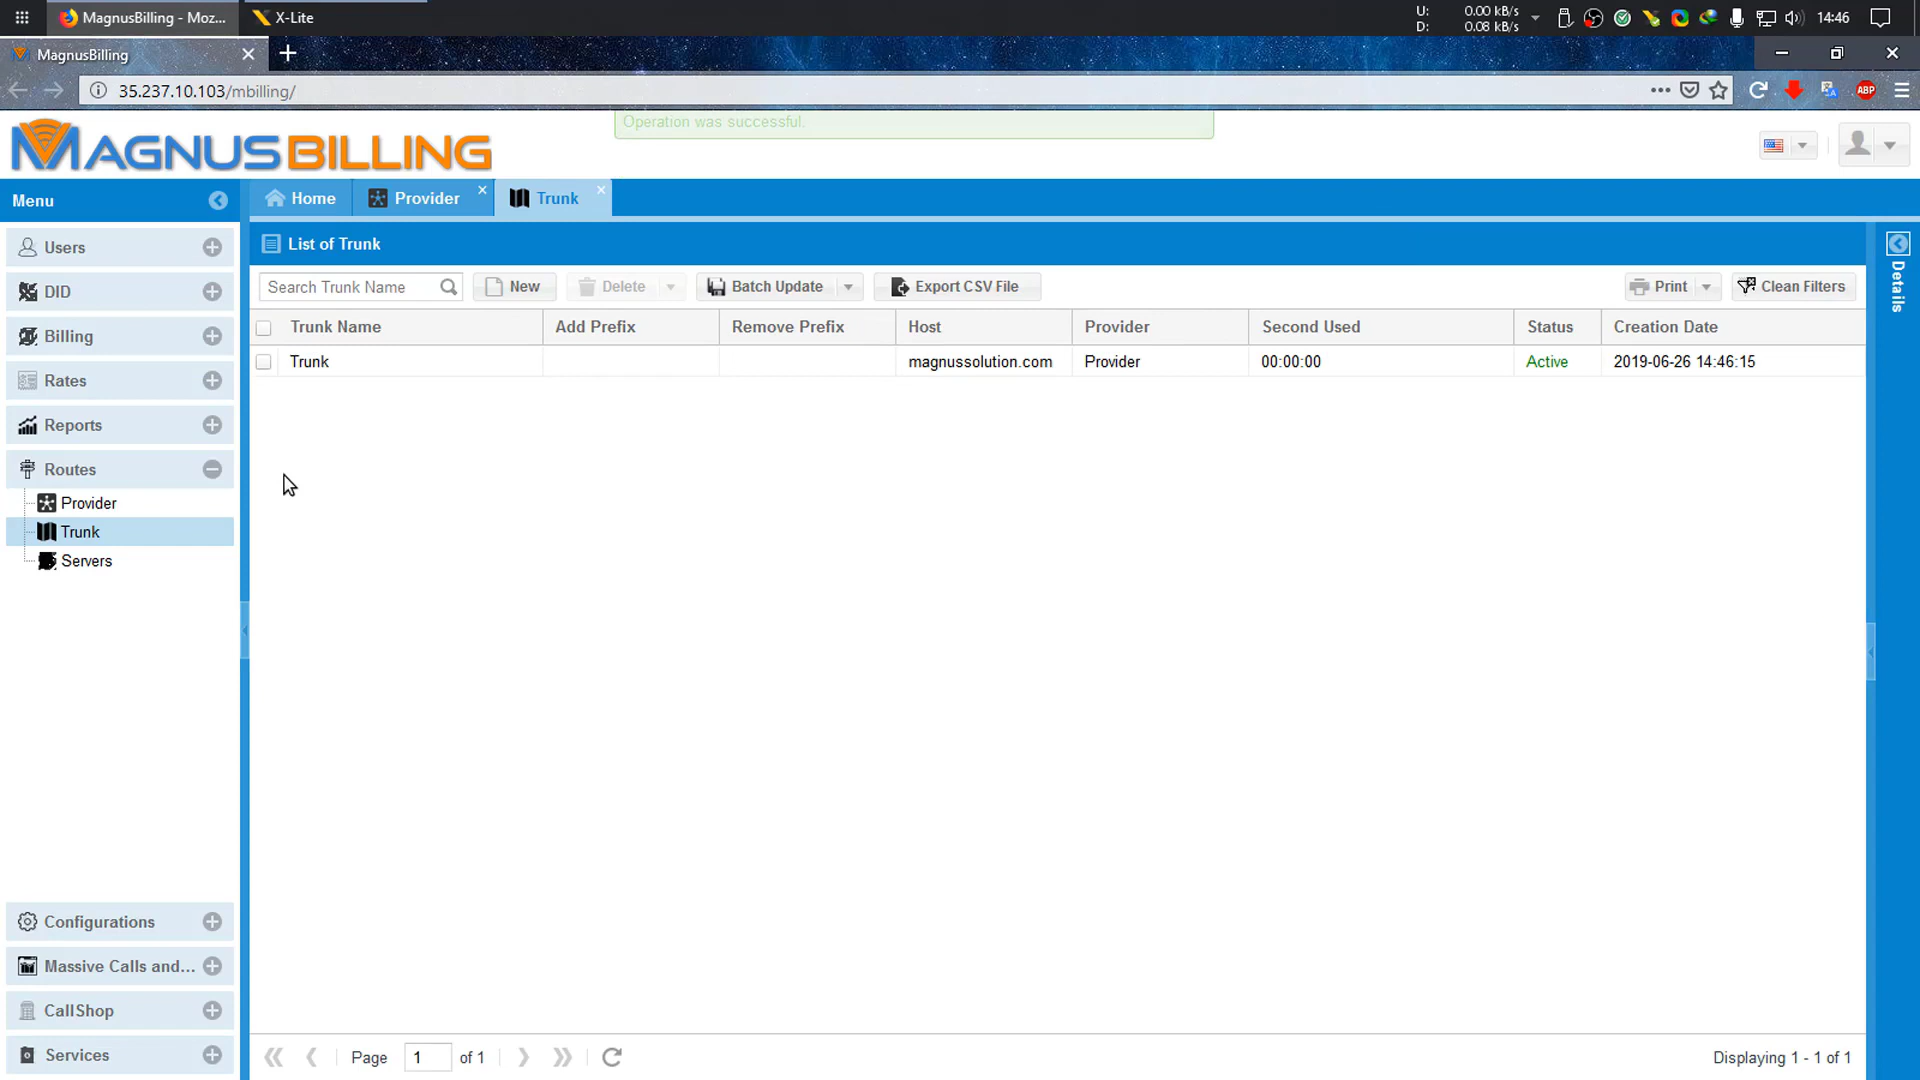 MagnusBilling - Moz...
X-Lite
U: 0.00 kB/s
D: 0.08 kB/s
14:46
MagnusBilling
35.237.10.103/mbilling/
ABP
MAGNUSBILLING
Operation was successful.
Menu
Home
Provider
Trunk
Users
DID
Billing
Rates
Reports
Routes
Provider
Trunk
Servers
Configurations
Massive Calls and...
CallShop
Services
List of Trunk
Details
Search Trunk Name
New
Delete
Batch Update
Export CSV File
Print
Clean Filters
Trunk Name Add Prefix Remove Prefix Host Provider Second Used Status Creation Date
Trunk magnussolution.com Provider 00:00:00 Active 2019-06-26 14:46:15
Page 1 of 1
Displaying 1 - 1 of 1